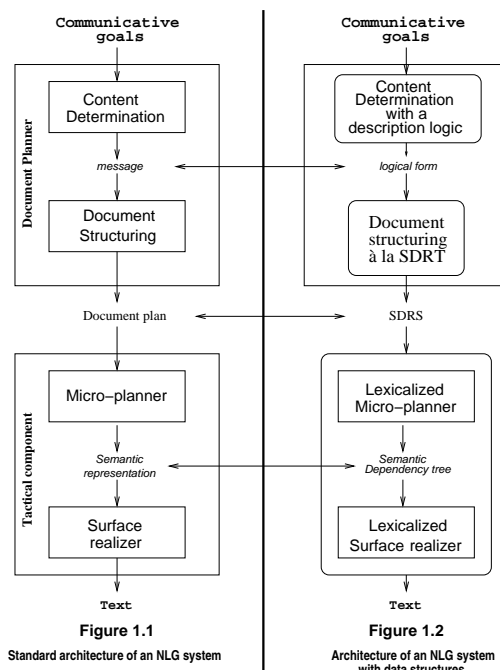 Communicative
goals
Document Planner
Content
Determination
message
Document
Structuring
Document plan
Tactical component
Micro-planner
Semantic
representation
Surface
realizer
Text
Figure 1.1
Standard architecture of an NLG system
Communicative
goals
Content
Determination
with a
description logic
logical form
Document
structuring
à la SDRT
SDRS
Lexicalized
Micro-planner
Semantic
Dependency tree
Lexicalized
Surface realizer
Text
Figure 1.2
Architecture of an NLG system
with data structures